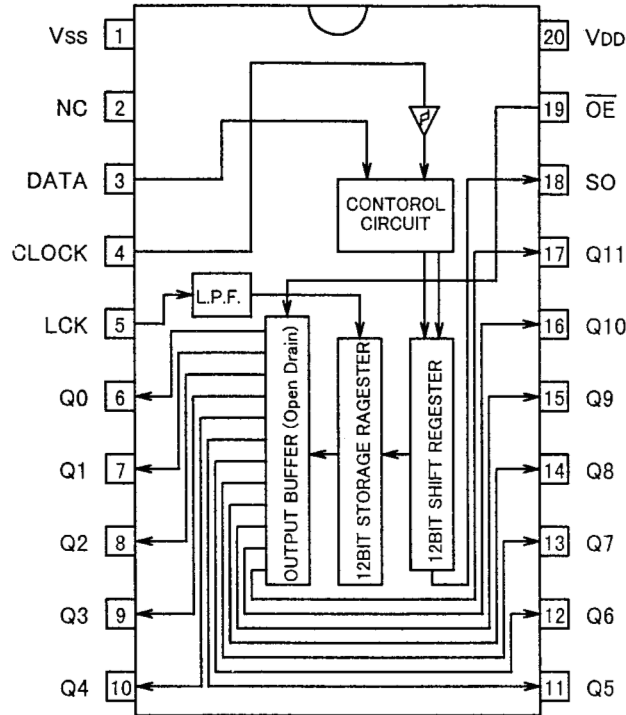 Vss 1
NC 2
DATA 3
CLOCK 4
LCK 5
Q0 6
Q1 7
Q2 8
Q3 9
Q4 10
20 VDD
19 OE
18 SO
17 Q11
16 Q10
15 Q9
14 Q8
13 Q7
12 Q6
11 Q5
CONTOROL
CIRCUIT
L.P.F.
OUTPUT BUFFER (Open Drain)
12BIT STORAGE RAGESTER
12BIT SHIFT REGESTER